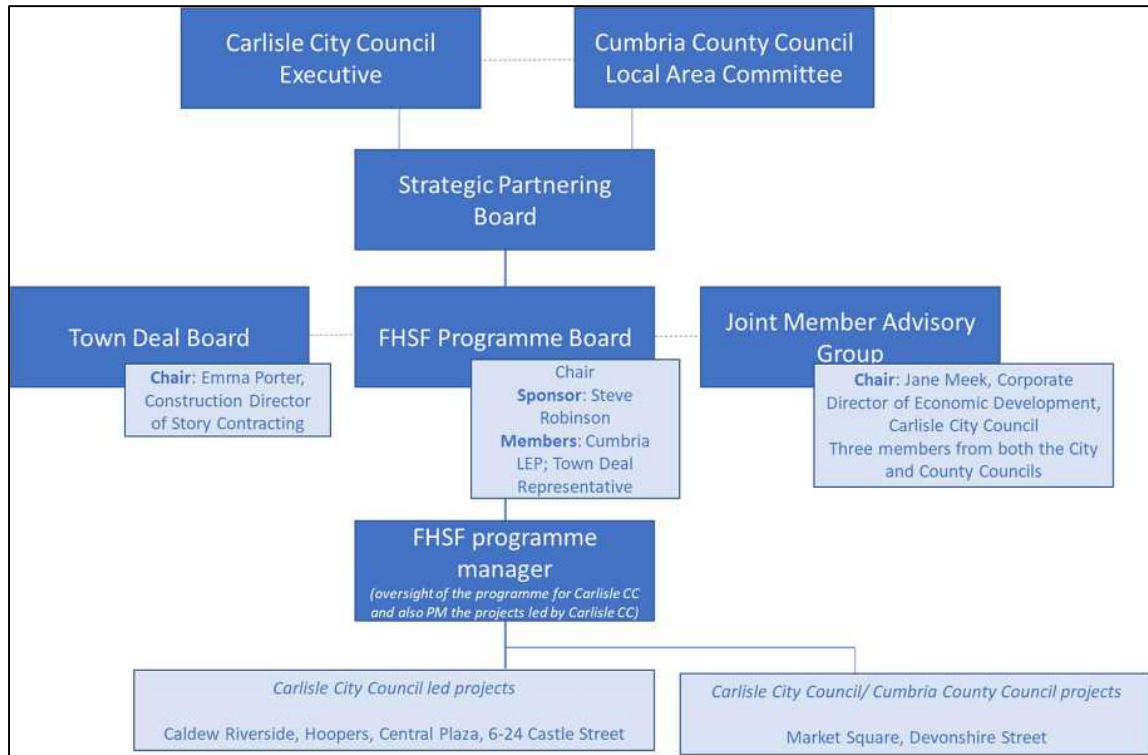 Carlisle City Council
Executive
Cumbria County Council
Local Area Committee
Strategic Partnering
Board
Town Deal Board
Chair: Emma Porter,
Construction Director
of Story Contracting
FHSF Programme Board
Chair
Sponsor: Steve
Robinson
Members: Cumbria
LEP; Town Deal
Representative
Joint Member Advisory
Group
Chair: Jane Meek, Corporate
Director of Economic Development,
Carlisle City Council
Three members from both the City
and County Councils
FHSF programme
manager
(oversight of the programme for Carlisle CC
and also PM the projects led by Carlisle CC)
Carlisle City Council led projects
Caldew Riverside, Hoopers, Central Plaza, 6-24 Castle Street
Carlisle City Council/ Cumbria County Council projects
Market Square, Devonshire Street